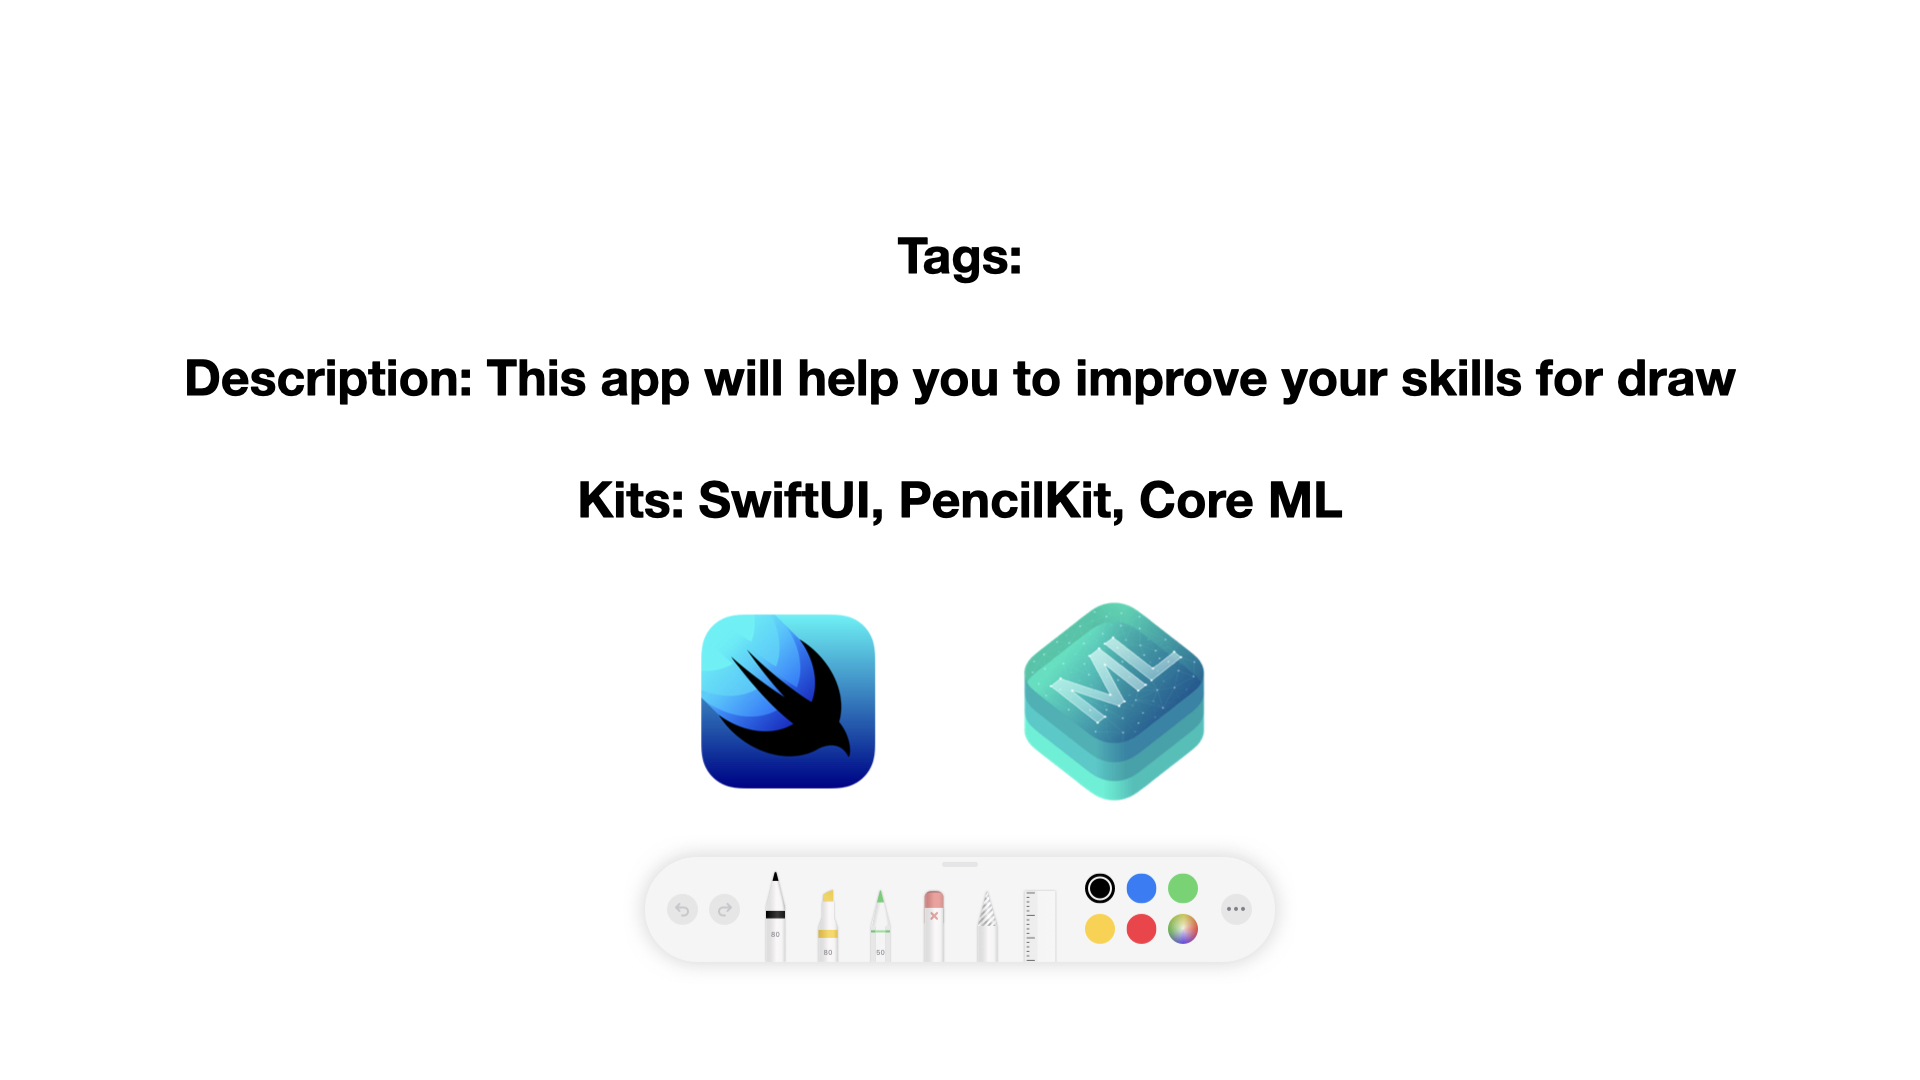 Tags:
Description: This app will help you to improve your skills for draw
Kits: SwiftUI, PencilKit, Core ML
ML
80
80
50